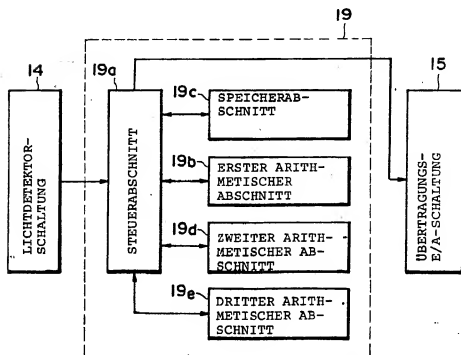 19
14
19a
15
19c
SPEICHERAB-
SCHNITT
19b
ERSTER ARITH-
METISCHER
ABSCHNITT
19d
ZWEITER ARITH-
METISCHER AB-
SCHNITT
19e
DRITTER ARITH-
METISCHER AB-
SCHNITT
LICHTDETEKTOR-
SCHALTUNG
STEUERABSCHNITT
ÜBERTRAGUNGS-
E/A-SCHALTUNG